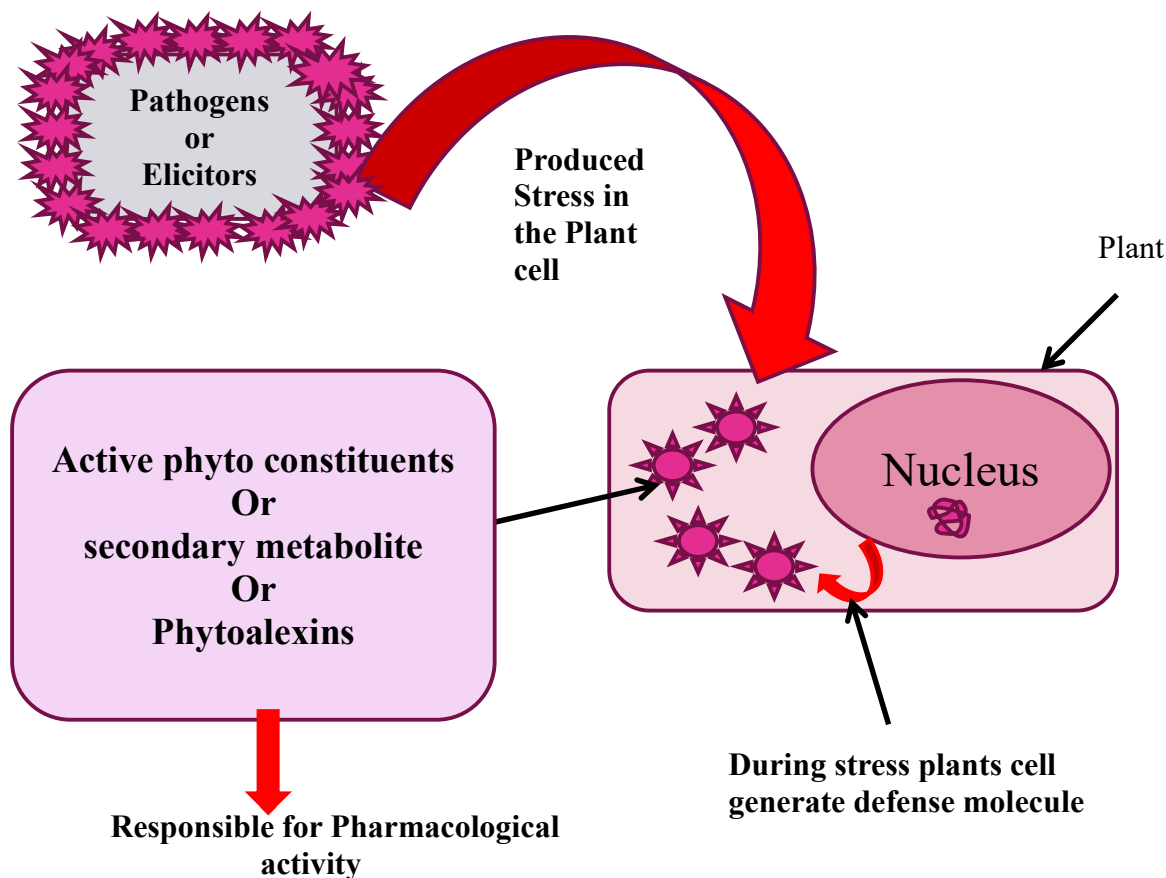 Pathogens
or
Elicitors
Produced
Stress in
the Plant
cell
Plant
Active phyto constituents
Or
secondary metabolite
Or
Phytoalexins
Nucleus
During stress plants cell
generate defense molecule
Responsible for Pharmacological
activity